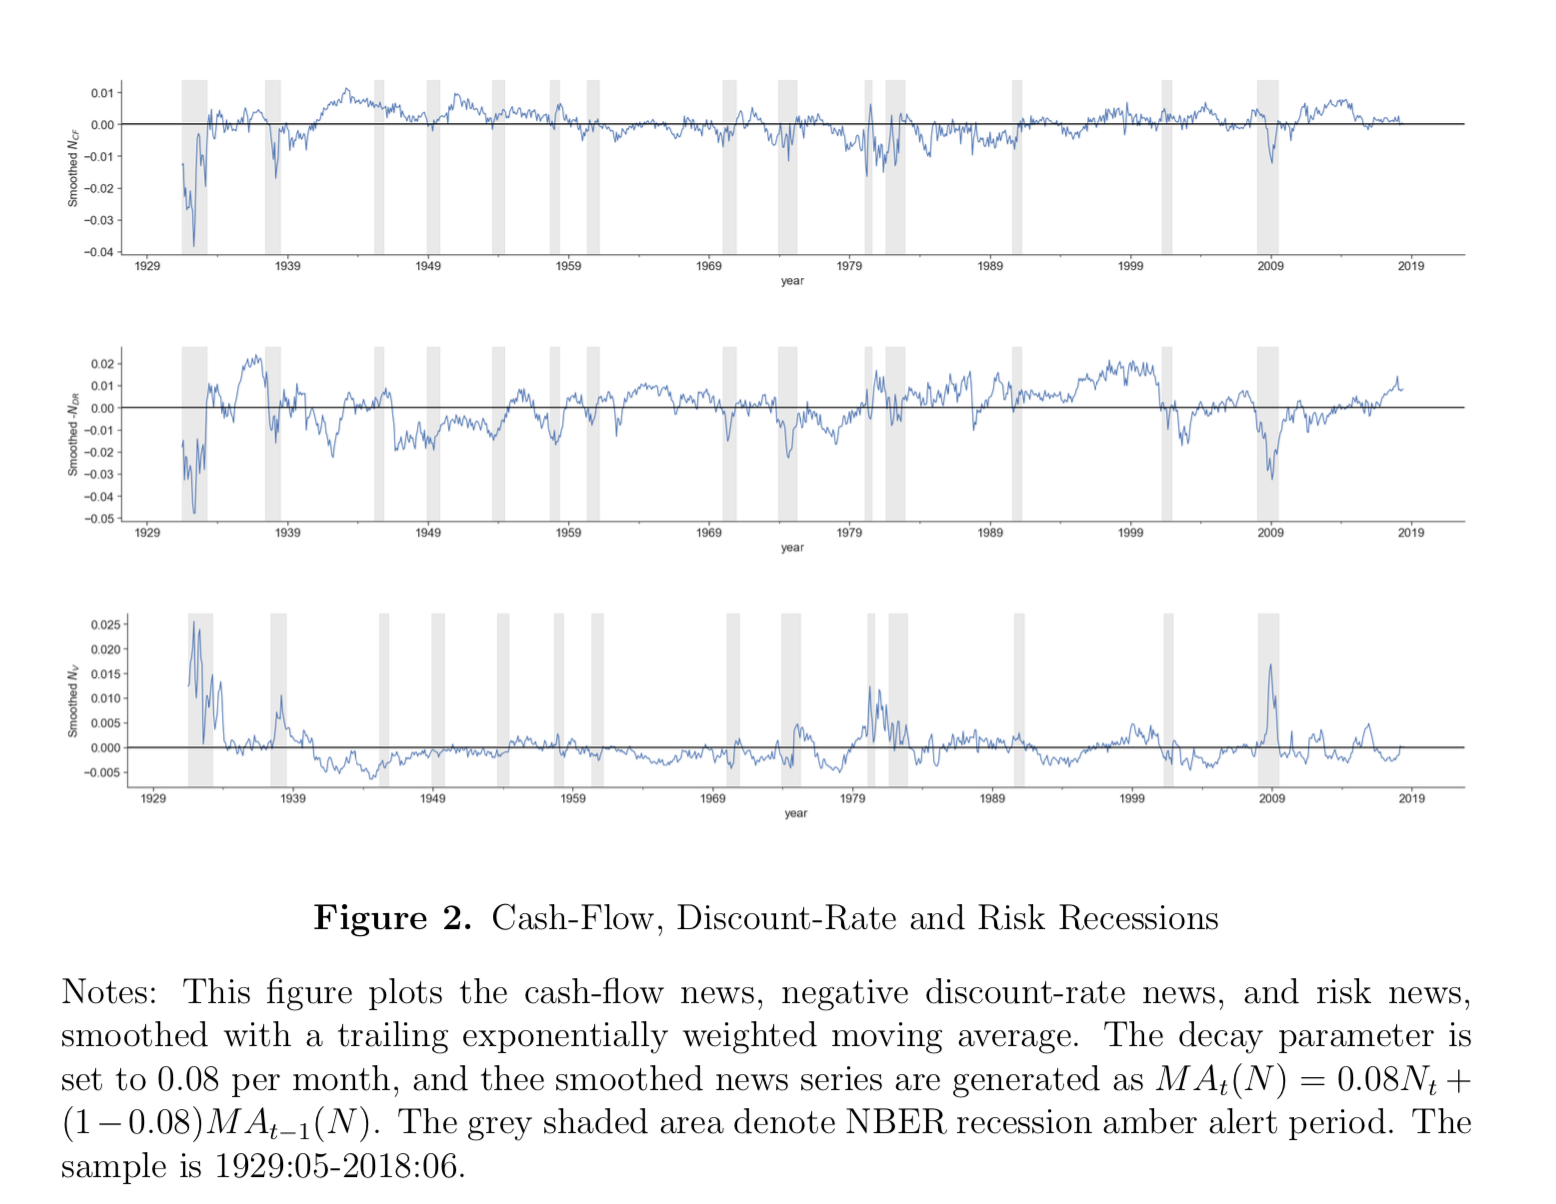 0.01
0.00
−0.01
−0.02
−0.03
−0.04
Smoothed N_CF
1929 1939 1949 1959 1969 1979 1989 1999 2009 2019
year
0.02
0.01
0.00
−0.01
−0.02
−0.03
−0.04
−0.05
Smoothed -N_DR
1929 1939 1949 1959 1969 1979 1989 1999 2009 2019
year
0.025
0.020
0.015
0.010
0.005
0.000
−0.005
Smoothed N_V
1929 1939 1949 1959 1969 1979 1989 1999 2009 2019
year
Figure 2. Cash-Flow, Discount-Rate and Risk Recessions
Notes: This figure plots the cash-flow news, negative discount-rate news, and risk news,
smoothed with a trailing exponentially weighted moving average. The decay parameter is
set to 0.08 per month, and thee smoothed news series are generated as MA_t(N) = 0.08N_t +
(1−0.08)MA_{t−1}(N). The grey shaded area denote NBER recession amber alert period. The
sample is 1929:05-2018:06.